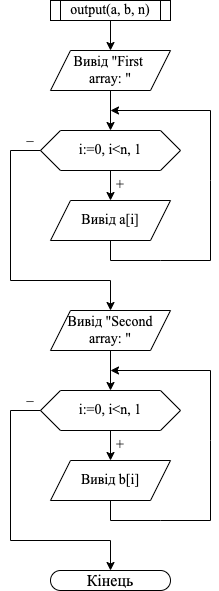 output(a, b, n)
Вивід "First
array: "
i:=0, i<n, 1
–
+
Вивід a[i]
Вивід "Second
array: "
–
i:=0, i<n, 1
+
Вивід b[i]
Кінець